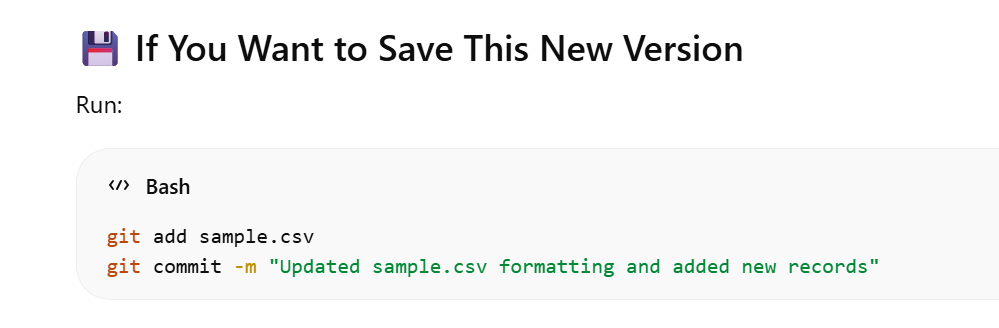 💾 If You Want to Save This New Version
Run:
Bash
git add sample.csv
git commit -m "Updated sample.csv formatting and added new records"